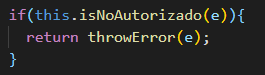 if(this.isNoAutorizado(e)){
  return throwError(e);
}